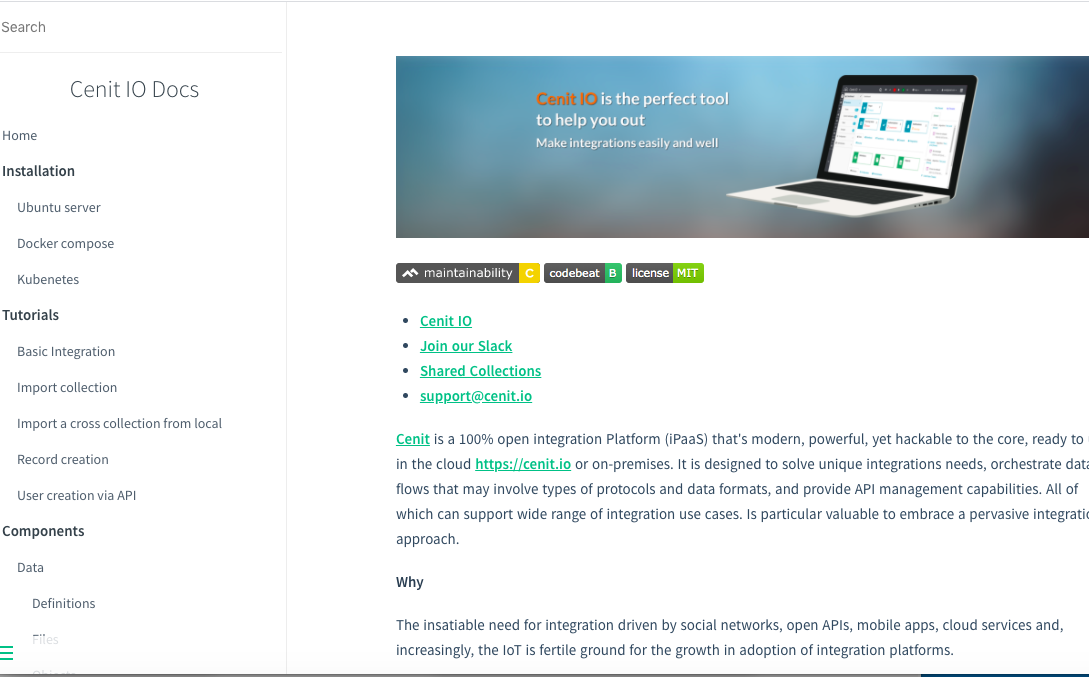 Search
Cenit IO Docs
Home
Installation
Ubuntu server
Docker compose
Kubenetes
Tutorials
Basic Integration
Import collection
Import a cross collection from local
Record creation
User creation via API
Components
Data
Definitions
Files
Objects
Cenit IO is the perfect tool
to help you out
Make integrations easily and well
maintainability C codebeat B license MIT
Cenit IO
Join our Slack
Shared Collections
support@cenit.io
Cenit is a 100% open integration Platform (iPaaS) that's modern, powerful, yet hackable to the core, ready to
in the cloud https://cenit.io or on-premises. It is designed to solve unique integrations needs, orchestrate data
flows that may involve types of protocols and data formats, and provide API management capabilities. All of
which can support wide range of integration use cases. Is particular valuable to embrace a pervasive integratio
approach.
Why
The insatiable need for integration driven by social networks, open APIs, mobile apps, cloud services and,
increasingly, the IoT is fertile ground for the growth in adoption of integration platforms.